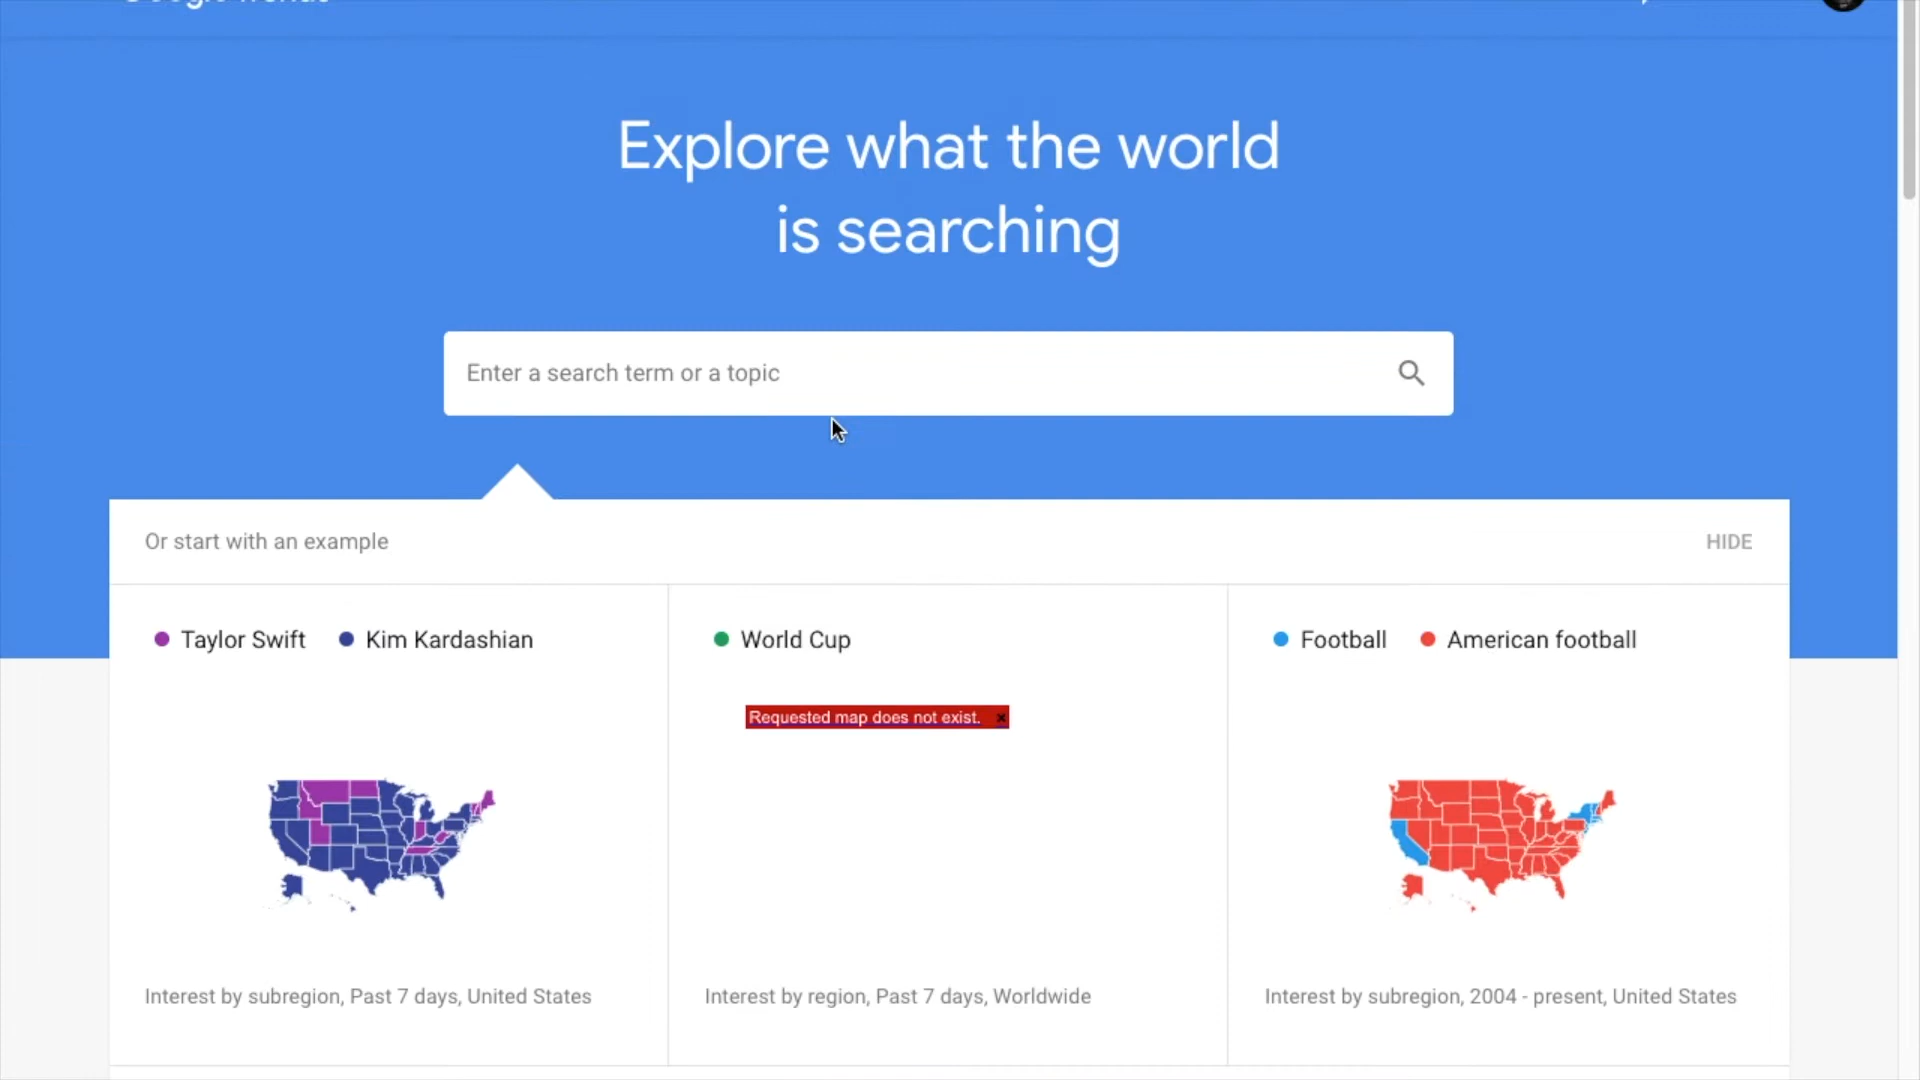 Explore what the world
is searching
Enter a search term or a topic
Or start with an example
HIDE
Taylor Swift Kim Kardashian
World Cup
Football American football
Requested map does not exist. ×
Interest by subregion, Past 7 days, United States
Interest by region, Past 7 days, Worldwide
Interest by subregion, 2004 - present, United States